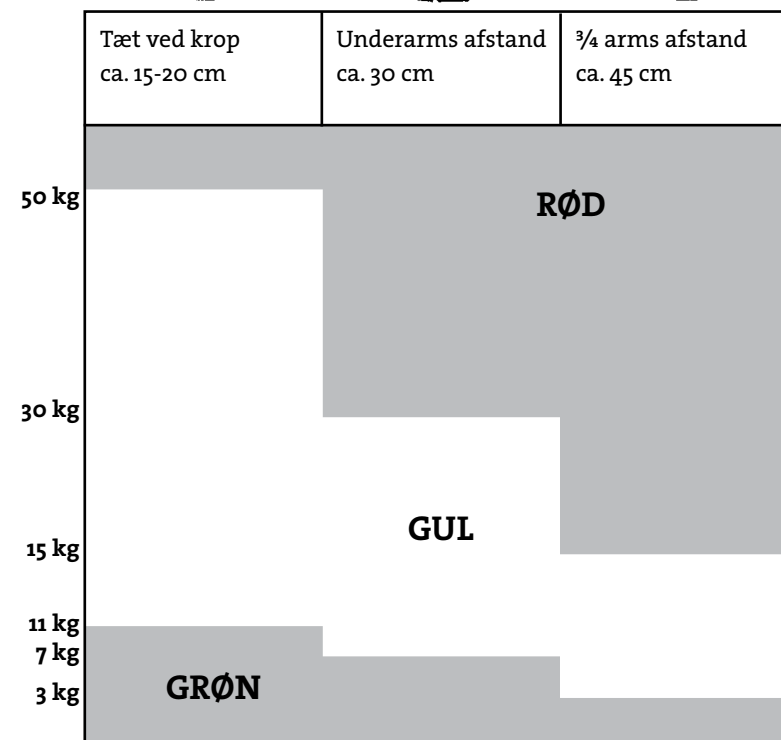 Tæt ved krop
ca. 15-20 cm
Underarms afstand
ca. 30 cm
¾ arms afstand
ca. 45 cm
50 kg
RØD
30 kg
GUL
15 kg
11 kg
7 kg
3 kg
GRØN